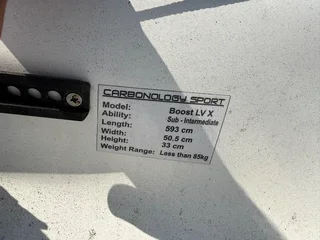 CARBONOLOGY SPORT
Model: Boost LV X
Ability: Sub - Intermediate
Length: 593 cm
Width: 50.5 cm
Height: 33 cm
Weight Range: Less than 85kg